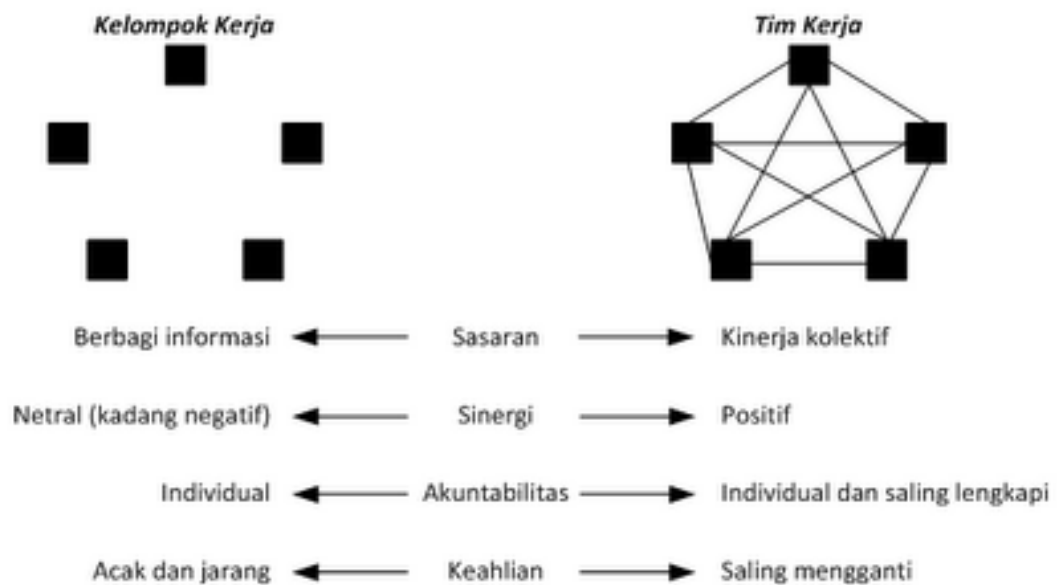 Kelompok Kerja Tim Kerja
Berbagi informasi Sasaran Kinerja kolektif
Netral (kadang negatif) Sinergi Positif
Individual Akuntabilitas Individual dan saling lengkapi
Acak dan jarang Keahlian Saling mengganti